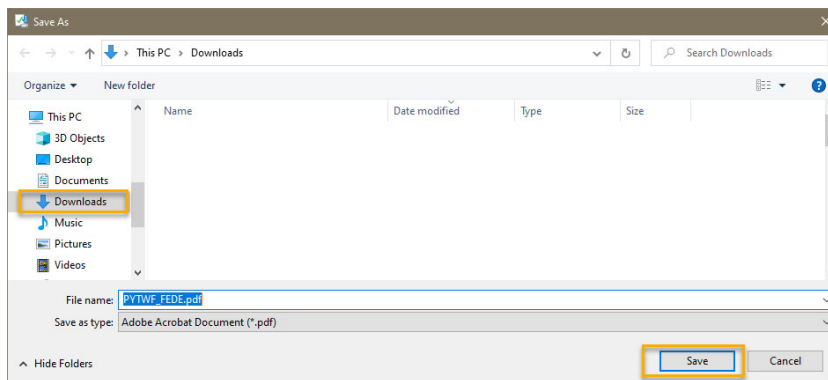 Save As
This PC > Downloads
Search Downloads
Organize
New folder
Name Date modified Type Size
This PC
3D Objects
Desktop
Documents
Downloads
Music
Pictures
Videos
File name: PYTWF_FEDE.pdf
Save as type: Adobe Acrobat Document (*.pdf)
Hide Folders
Save
Cancel